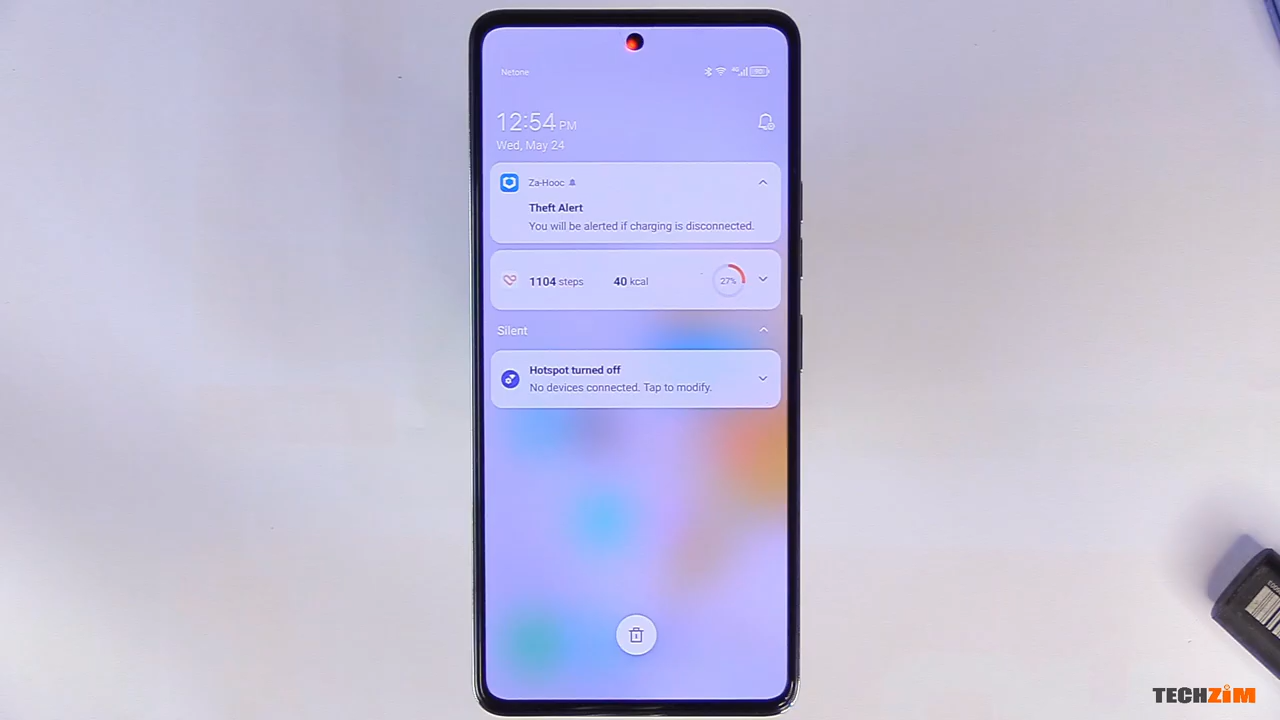 Netone
4G
12:54 PM
Wed, May 24
Za-Hooc
Theft Alert
You will be alerted if charging is disconnected.
1104 steps 40 kcal 27%
Silent
Hotspot turned off
No devices connected. Tap to modify.
TECHZIM